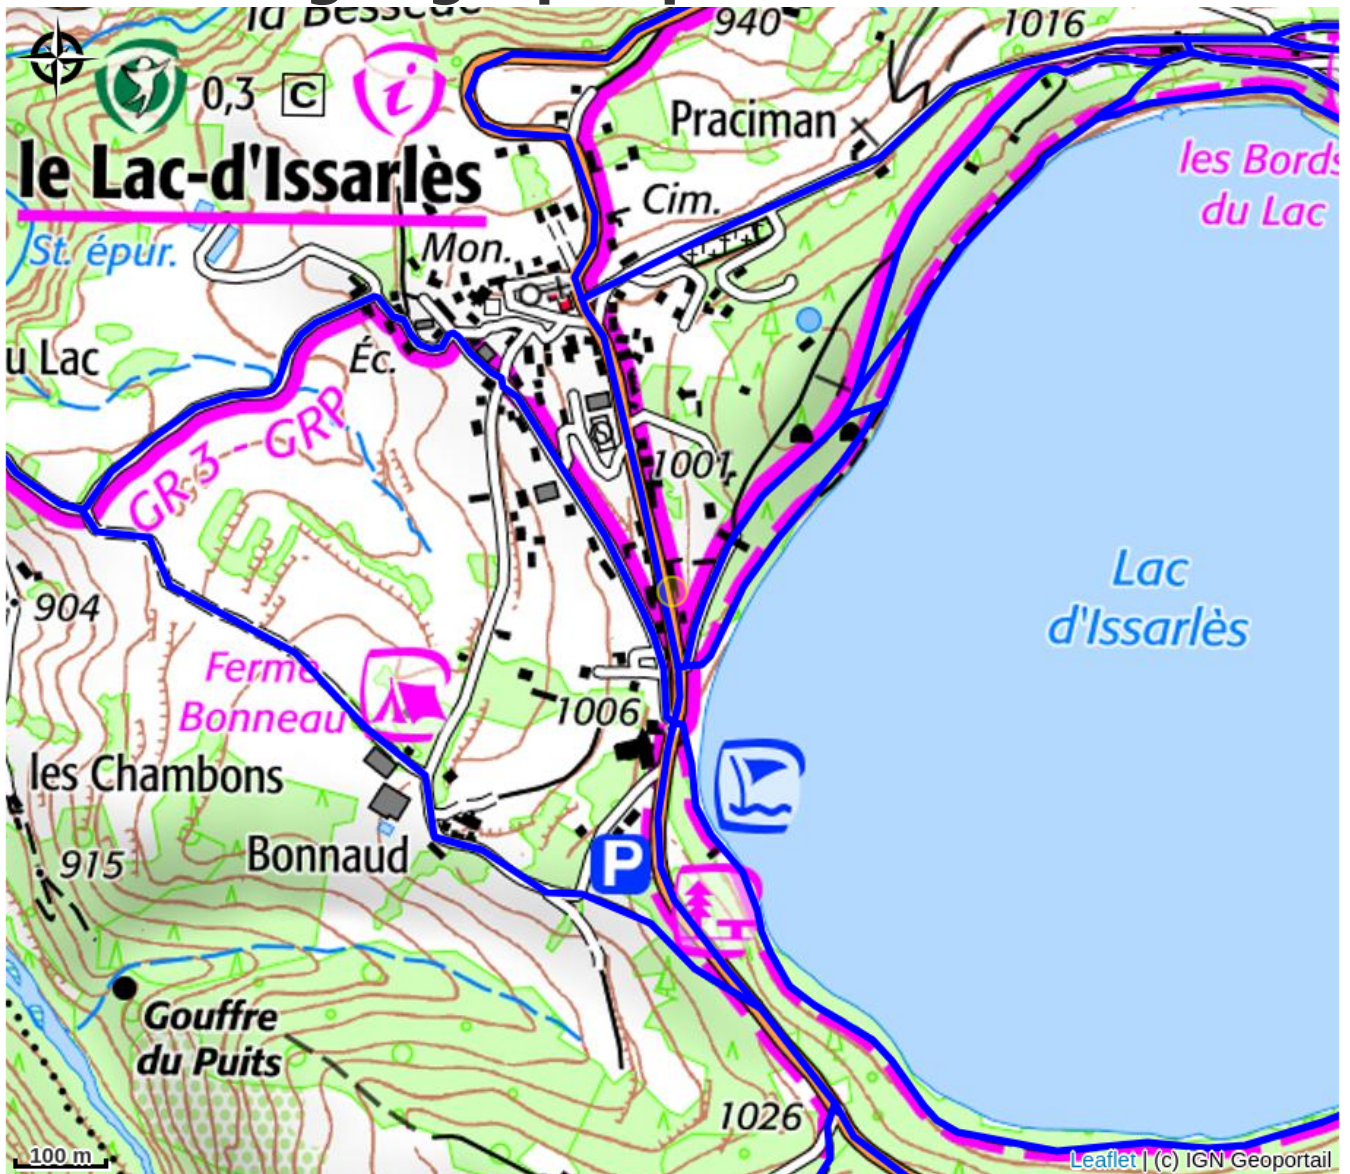 la Besseae
940
1016
0,3 C
Praciman
le Lac-d'Issarlès
les Bords
du Lac
Cim.
St. épur.
Mon.
u Lac
Éc.
GR 3 - GRP
1001
Lac
d'Issarlès
904
Ferme
Bonneau
1006
les Chambons
Bonnaud
P
915
Gouffre
du Puits
1026
100 m
Leaflet | (c) IGN Geoportail